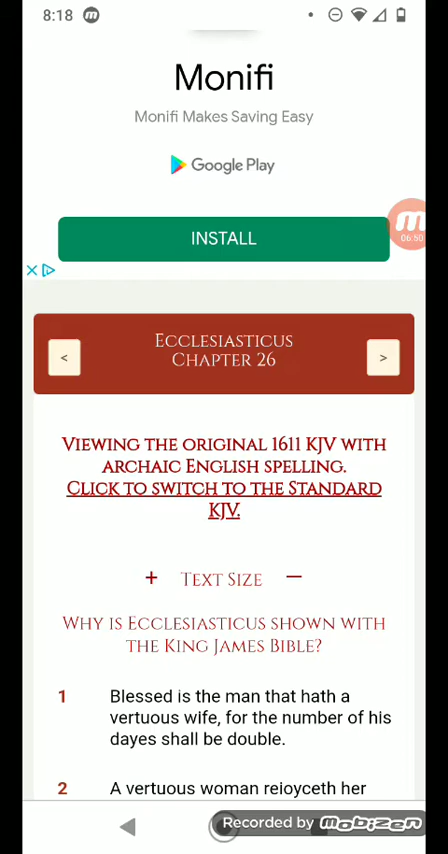 8:18
Monifi
Monifi Makes Saving Easy
Google Play
INSTALL
06:50
Ecclesiasticus
Chapter 26
<
>
Viewing the original 1611 KJV with
archaic English spelling.
Click to switch to the Standard
KJV.
+ Text Size −
Why is Ecclesiasticus shown with
the King James Bible?
1 Blessed is the man that hath a
vertuous wife, for the number of his
dayes shall be double.
2 A vertuous woman reioyceth her
Recorded by mobizen